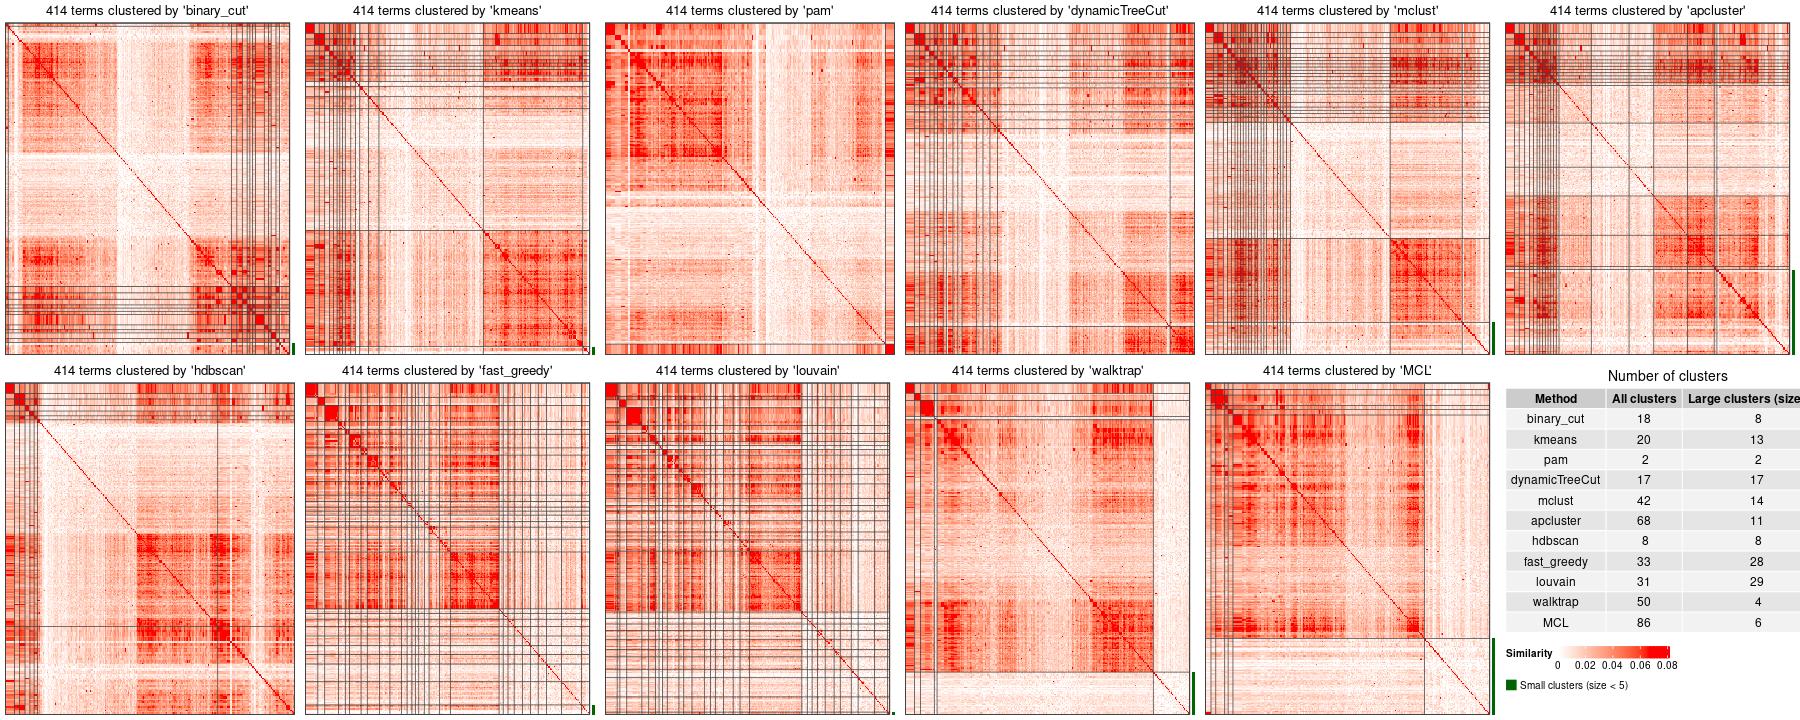 414 terms clustered by 'binary_cut'
414 terms clustered by 'kmeans'
414 terms clustered by 'pam'
414 terms clustered by 'dynamicTreeCut'
414 terms clustered by 'mclust'
414 terms clustered by 'apcluster'
414 terms clustered by 'hdbscan'
414 terms clustered by 'fast_greedy'
414 terms clustered by 'louvain'
414 terms clustered by 'walktrap'
414 terms clustered by 'MCL'
Number of clusters
Method All clusters Large clusters (size
binary_cut 18 8
kmeans 20 13
pam 2 2
dynamicTreeCut 17 17
mclust 42 14
apcluster 68 11
hdbscan 8 8
fast_greedy 33 28
louvain 31 29
walktrap 50 4
MCL 86 6
Similarity
0 0.02 0.04 0.06 0.08
Small clusters (size < 5)